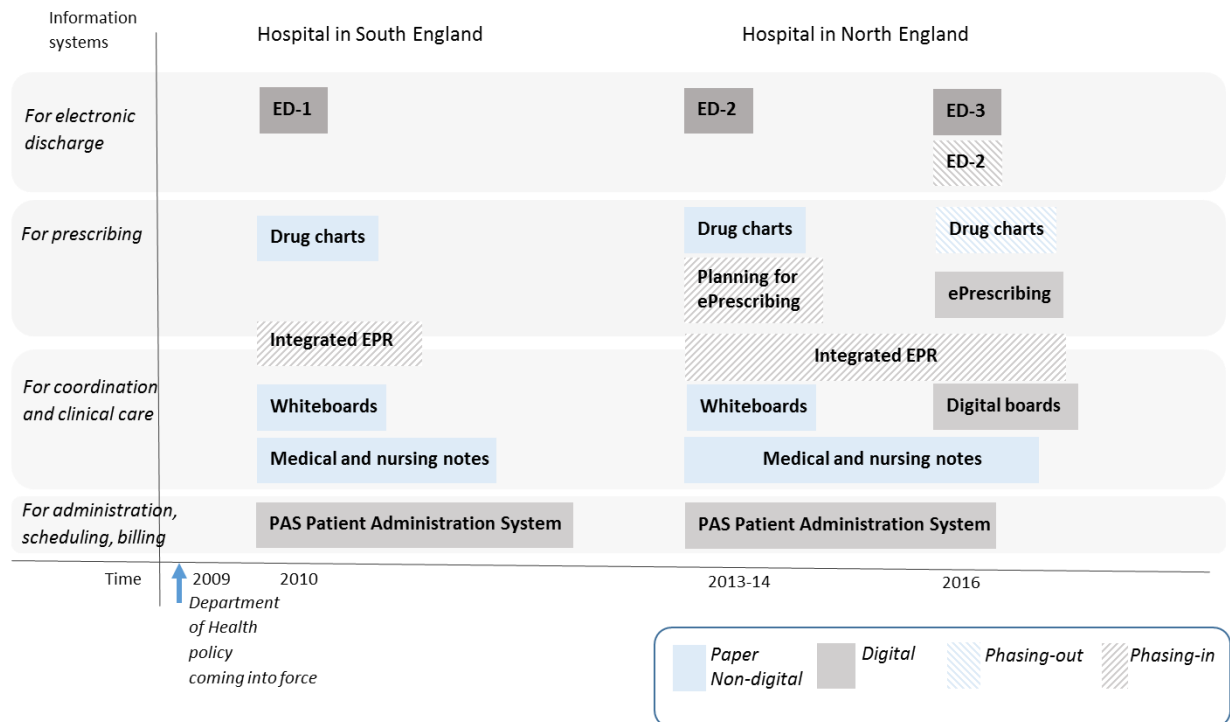 Information
systems
Hospital in South England
Hospital in North England
For electronic
discharge
ED-1
ED-2
ED-3
ED-2
For prescribing
Drug charts
Drug charts
Drug charts
Planning for
ePrescribing
ePrescribing
Integrated EPR
Integrated EPR
For coordination
and clinical care
Whiteboards
Whiteboards
Digital boards
Medical and nursing notes
Medical and nursing notes
For administration,
scheduling, billing
PAS Patient Administration System
PAS Patient Administration System
Time
2009
2010
2013-14
2016
Department
of Health
policy
coming into force
Paper
Non-digital
Digital
Phasing-out
Phasing-in